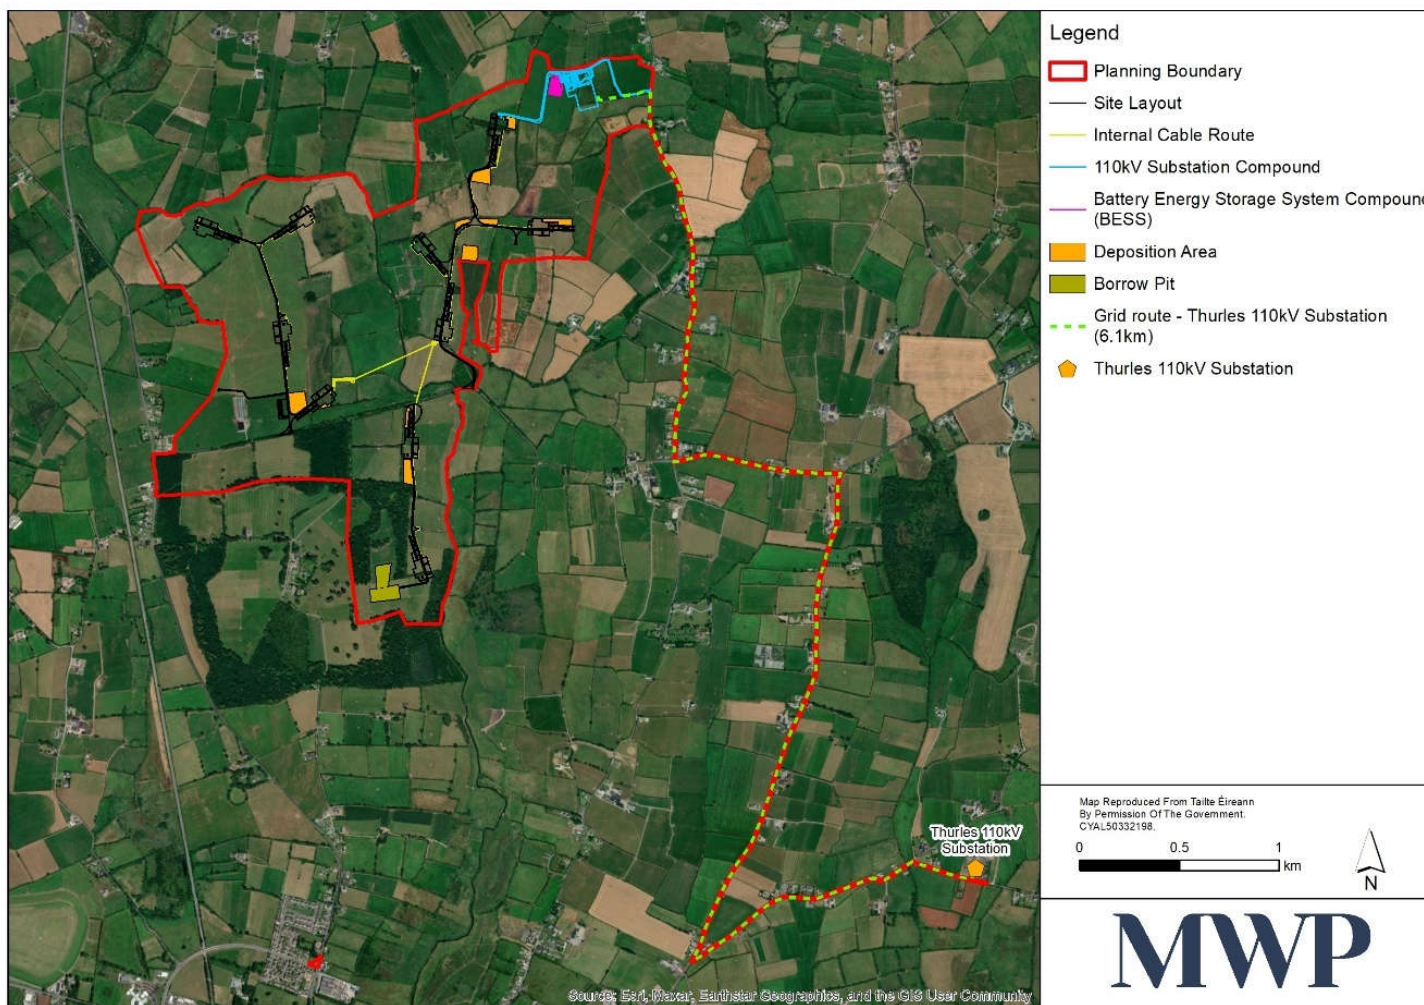 Legend
Planning Boundary
Site Layout
Internal Cable Route
110kV Substation Compound
Battery Energy Storage System Compound
(BESS)
Deposition Area
Borrow Pit
Grid route - Thurles 110kV Substation
(6.1km)
Thurles 110kV Substation
Thurles 110kV
Substation
Map Reproduced From Tailte Éireann
By Permission Of The Government.
CYAL50332198.
0 0.5 1
km
N
MWP
Source: Esri, Maxar, Earthstar Geographics, and the GIS User Community